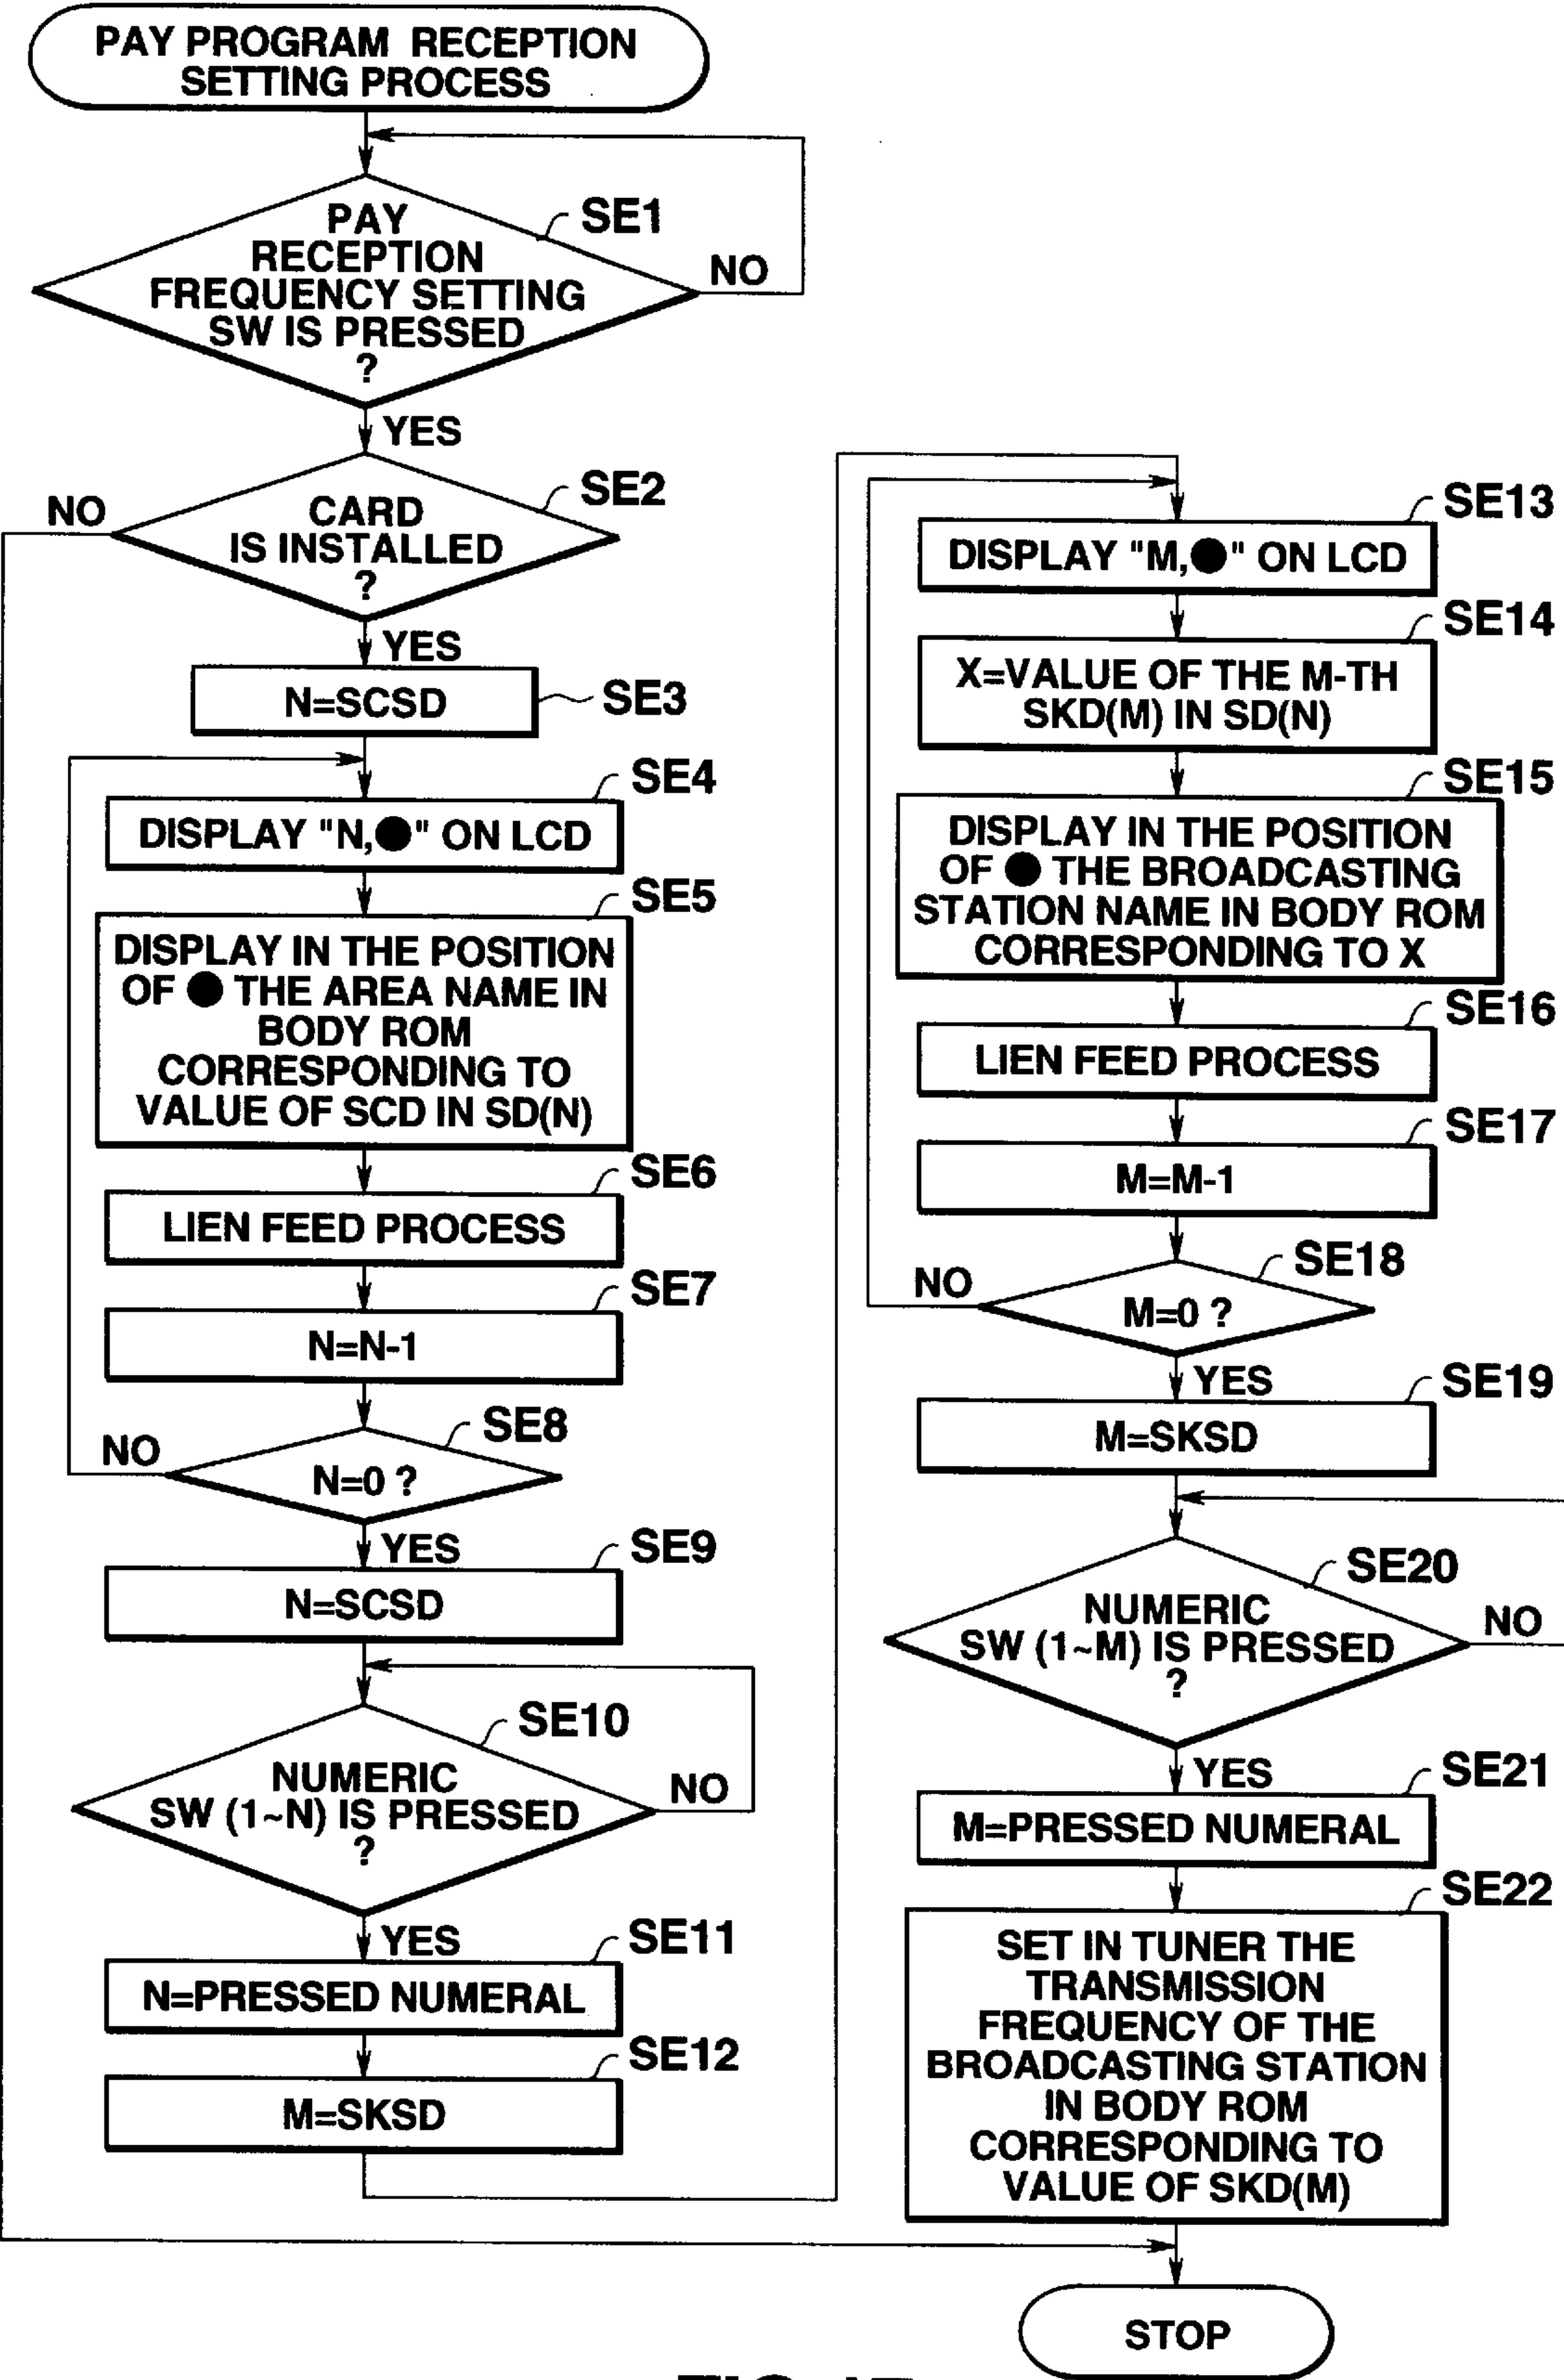 PAY PROGRAM RECEPTION
SETTING PROCESS
SE1
PAY
RECEPTION
FREQUENCY SETTING
SW IS PRESSED
?
NO
YES
SE2
NO
CARD
IS INSTALLED
?
YES
N=SCSD
SE3
SE4
DISPLAY "N,●" ON LCD
SE5
DISPLAY IN THE POSITION
OF ● THE AREA NAME IN
BODY ROM
CORRESPONDING TO
VALUE OF SCD IN SD(N)
SE6
LIEN FEED PROCESS
SE7
N=N-1
SE8
NO
N=0 ?
YES
SE9
N=SCSD
SE10
NUMERIC
SW (1~N) IS PRESSED
?
NO
YES
SE11
N=PRESSED NUMERAL
SE12
M=SKSD
SE13
DISPLAY "M,●" ON LCD
SE14
X=VALUE OF THE M-TH
SKD(M) IN SD(N)
SE15
DISPLAY IN THE POSITION
OF ● THE BROADCASTING
STATION NAME IN BODY ROM
CORRESPONDING TO X
SE16
LIEN FEED PROCESS
SE17
M=M-1
SE18
NO
M=0 ?
YES
SE19
M=SKSD
SE20
NUMERIC
SW (1~M) IS PRESSED
?
NO
YES
SE21
M=PRESSED NUMERAL
SE22
SET IN TUNER THE
TRANSMISSION
FREQUENCY OF THE
BROADCASTING STATION
IN BODY ROM
CORRESPONDING TO
VALUE OF SKD(M)
STOP